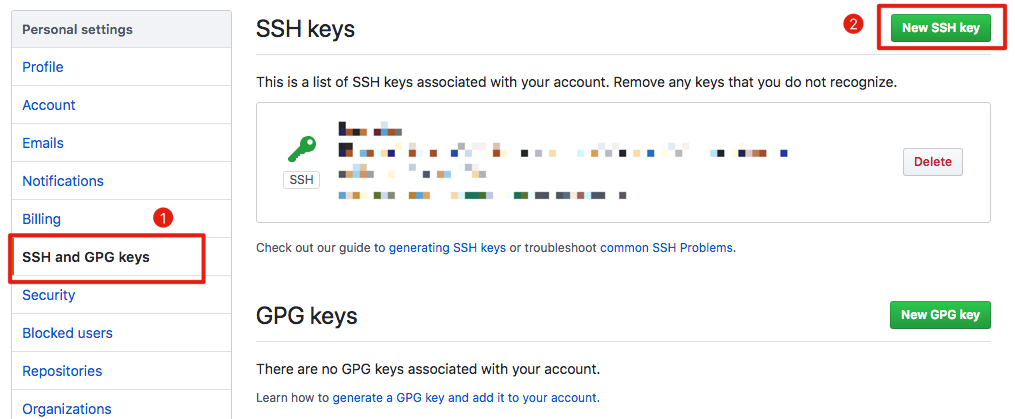 Personal settings
Profile
Account
Emails
Notifications
Billing
1
SSH and GPG keys
Security
Blocked users
Repositories
Organizations
SSH keys
2
New SSH key
This is a list of SSH keys associated with your account. Remove any keys that you do not recognize.
SSH
Delete
Check out our guide to generating SSH keys or troubleshoot common SSH Problems.
GPG keys
New GPG key
There are no GPG keys associated with your account.
Learn how to generate a GPG key and add it to your account.